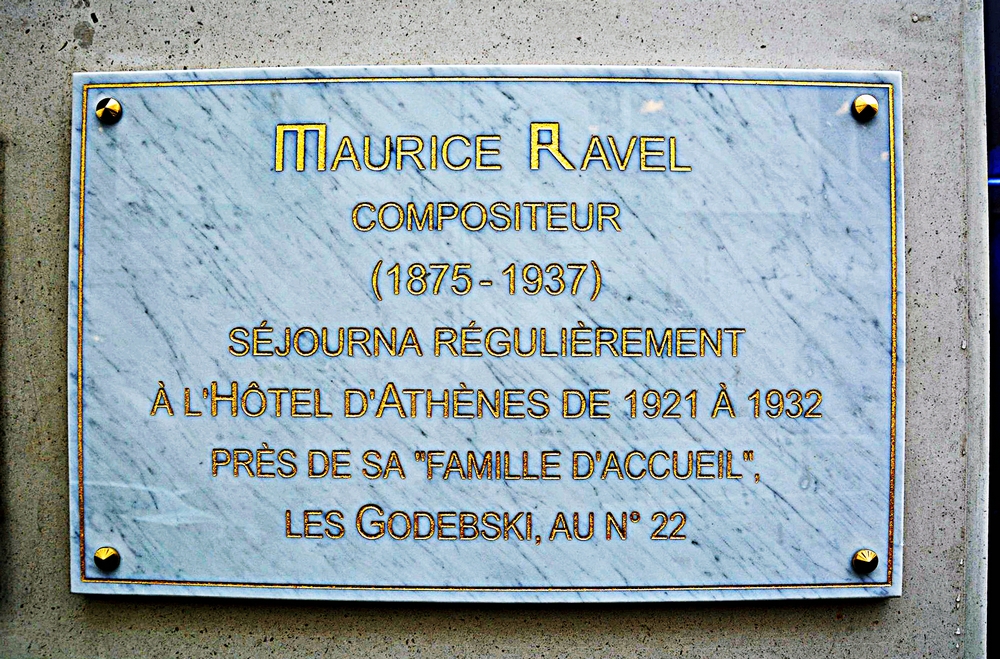 MAURICE RAVEL
COMPOSITEUR
(1875-1937)
SÉJOURNA RÉGULIÈREMENT
À L'HÔTEL D'ATHÈNES DE 1921 À 1932
PRÈS DE SA "FAMILLE D'ACCUEIL",
LES GODEBSKI, AU N° 22